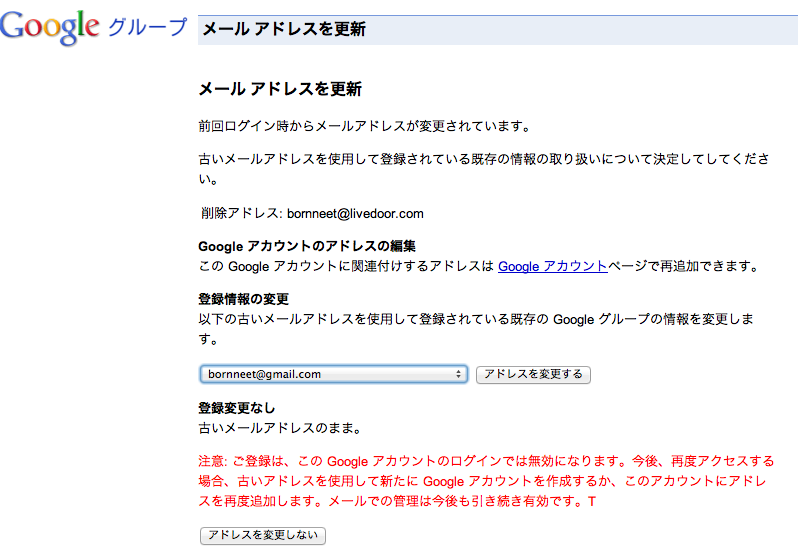 Google グループ
メール アドレスを更新
メール アドレスを更新
前回ログイン時からメールアドレスが変更されています。
古いメールアドレスを使用して登録されている既存の情報の取り扱いについて決定してしてくださ
い。
削除アドレス: bornneet@livedoor.com
Google アカウントのアドレスの編集
この Google アカウントに関連付けするアドレスは Google アカウントページで再追加できます。
登録情報の変更
以下の古いメールアドレスを使用して登録されている既存の Google グループの情報を変更しま
す。
bornneet@gmail.com アドレスを変更する
登録変更なし
古いメールアドレスのまま。
注意: ご登録は、この Google アカウントのログインでは無効になります。今後、再度アクセスする
場合、古いアドレスを使用して新たに Google アカウントを作成するか、このアカウントにアドレ
スを再度追加します。メールでの管理は今後も引き続き有効です。T
アドレスを変更しない